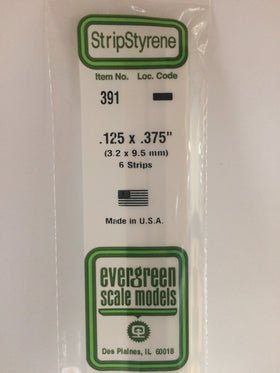 StripStyrene
Item No. Loc. Code
391
.125 x .375"
(3.2 x 9.5 mm)
6 Strips
Made in U.S.A.
evergreen
scale models
Des Plaines, IL 60018